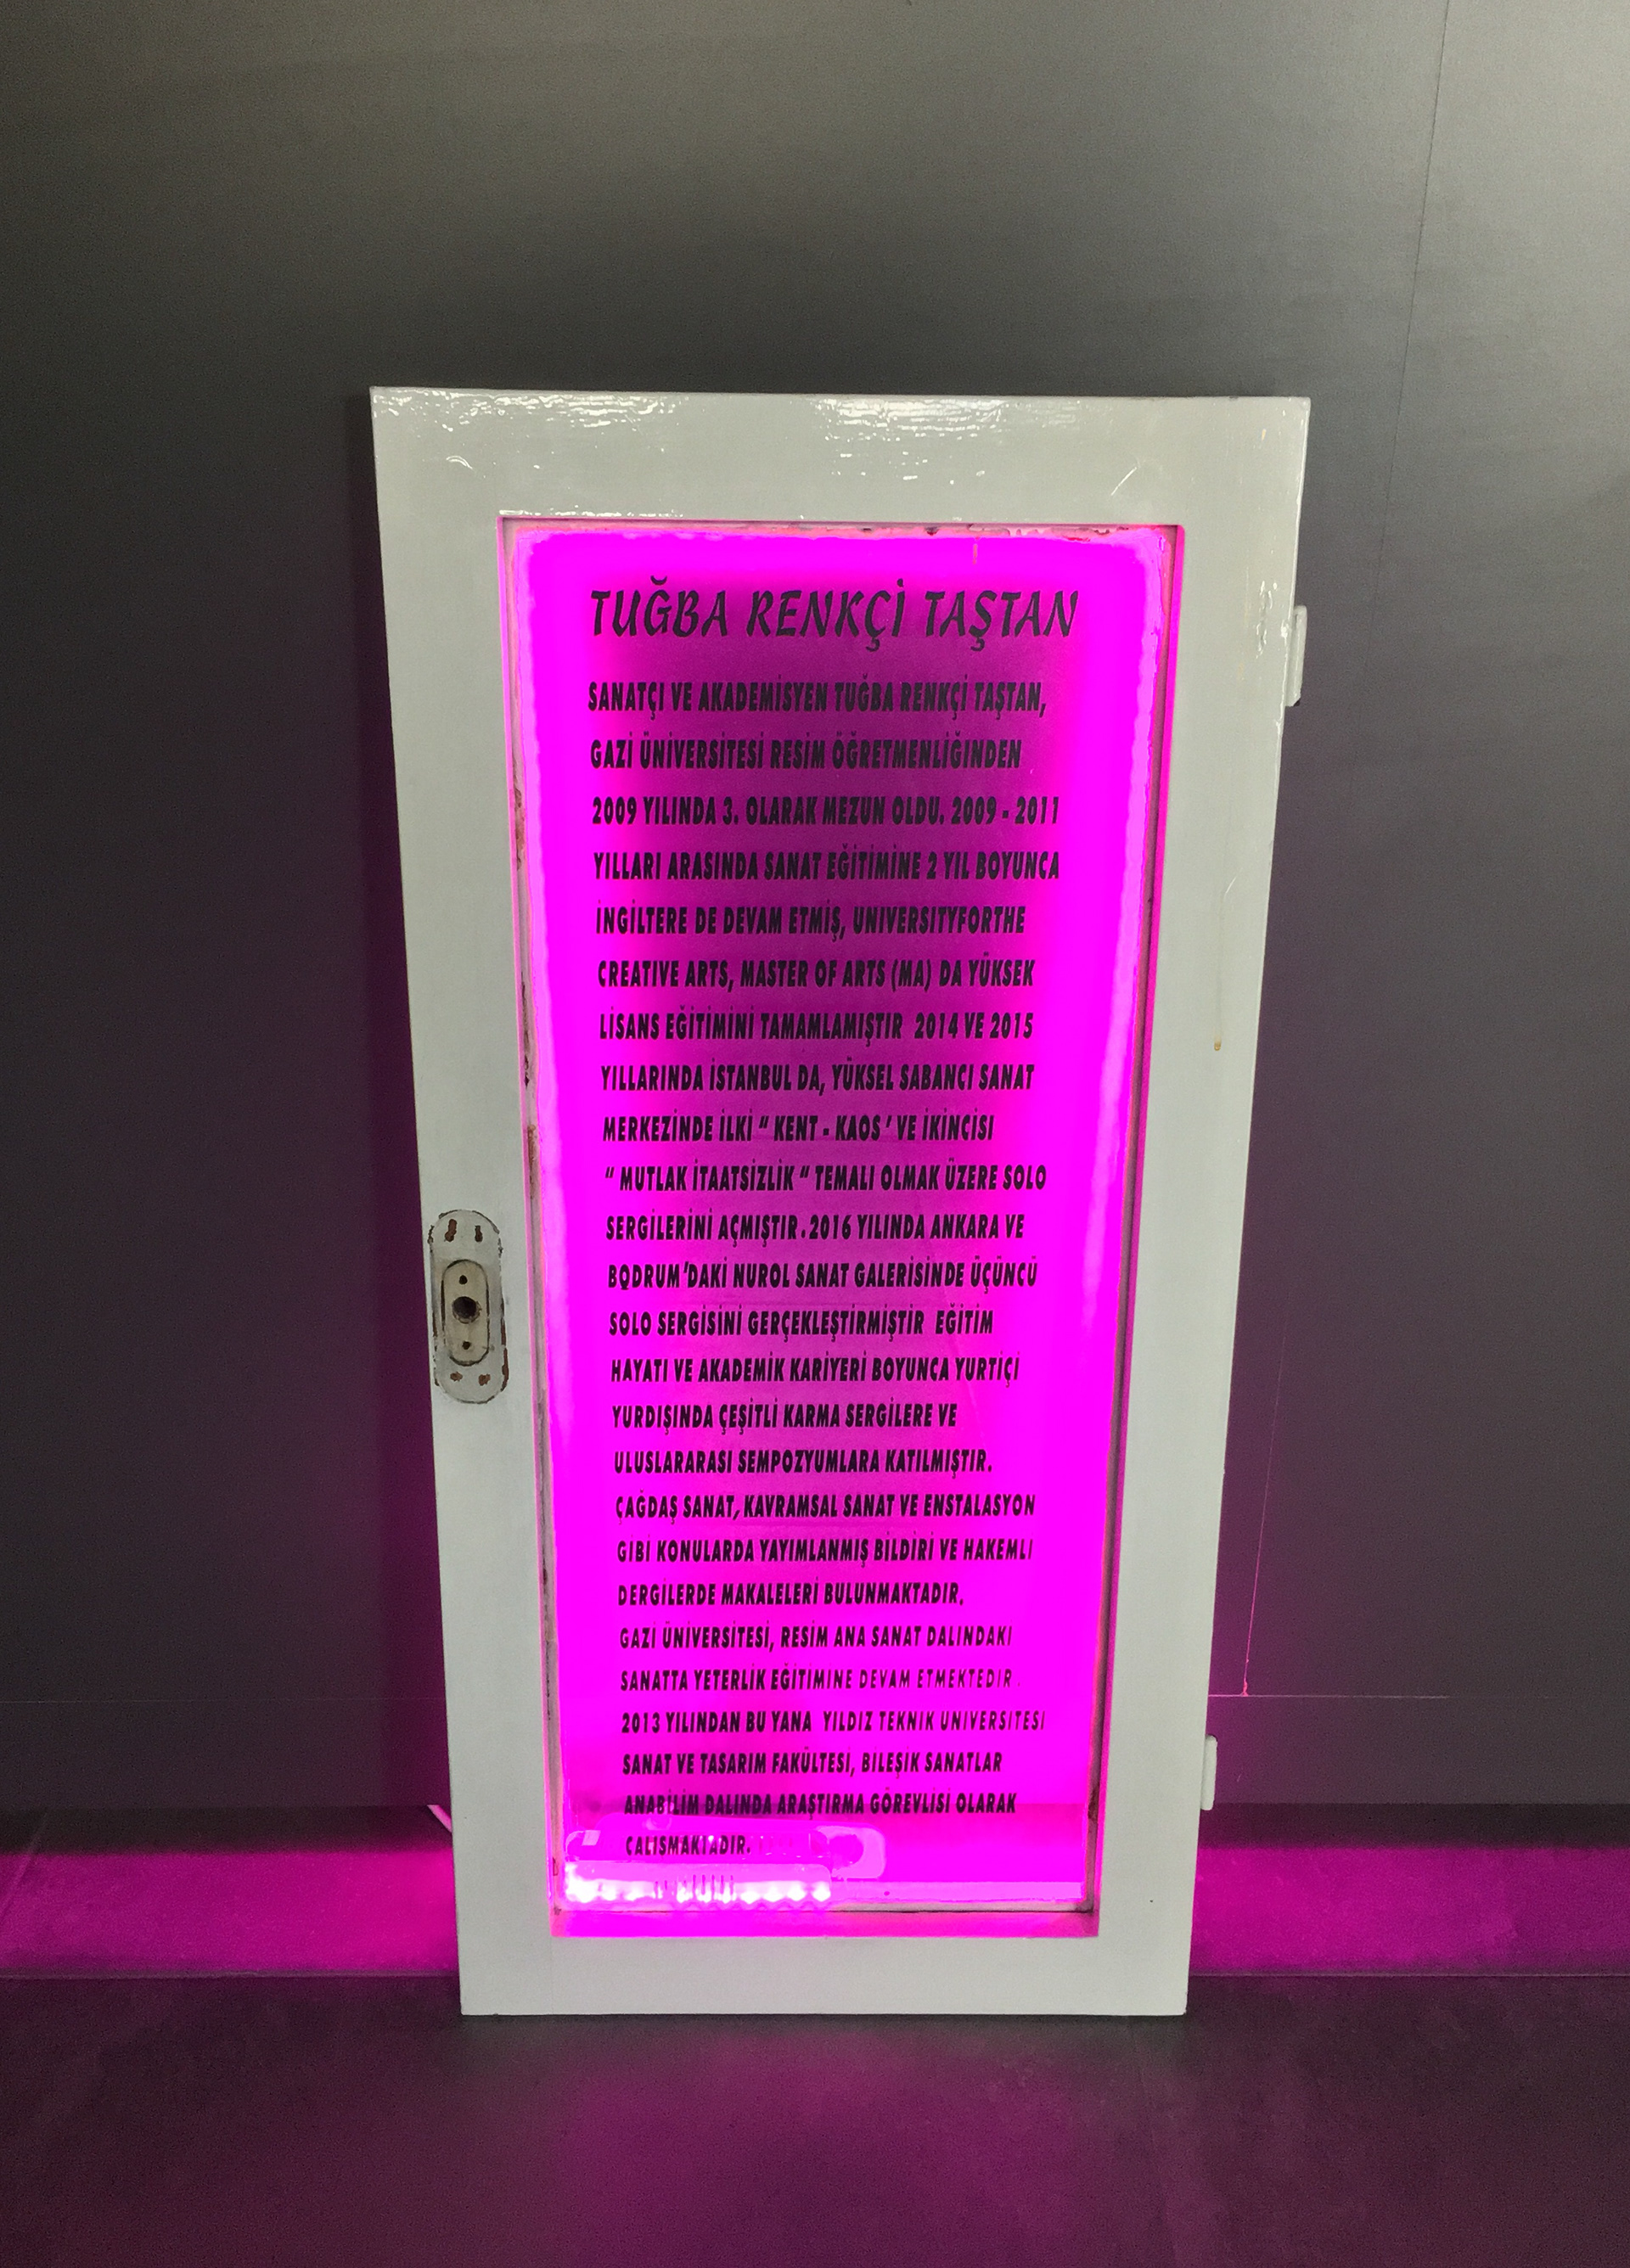 TUĞBA RENKÇİ TAŞTAN
SANATÇI VE AKADEMİSYEN TUĞBA RENKÇİ TAŞTAN,
GAZİ ÜNİVERSİTESİ RESİM ÖĞRETMENLİĞİNDEN
2009 YILINDA 3. OLARAK MEZUN OLDU. 2009 - 2011
YILLARI ARASINDA SANAT EĞİTİMİNE 2 YIL BOYUNCA
İNGİLTERE DE DEVAM ETMİŞ, UNIVERSITYFORTHE
CREATIVE ARTS, MASTER OF ARTS (MA) DA YÜKSEK
LİSANS EĞİTİMİNİ TAMAMLAMIŞTIR 2014 VE 2015
YILLARINDA İSTANBUL DA, YÜKSEL SABANCI SANAT
MERKEZİNDE İLKİ " KENT - KAOS ' VE İKİNCİSİ
" MUTLAK İTAATSİZLİK " TEMALI OLMAK ÜZERE SOLO
SERGİLERİNİ AÇMIŞTIR.2016 YILINDA ANKARA VE
BODRUM'DAKİ NUROL SANAT GALERİSİNDE ÜÇÜNCÜ
SOLO SERGİSİNİ GERÇEKLEŞTİRMİŞTİR EĞİTİM
HAYATI VE AKADEMİK KARİYERİ BOYUNCA YURTİÇİ
YURDIŞINDA ÇEŞİTLİ KARMA SERGİLERE VE
ULUSLARARASI SEMPOZYUMLARA KATILMIŞTIR.
ÇAĞDAŞ SANAT, KAVRAMSAL SANAT VE ENSTALASYON
GİBİ KONULARDA YAYIMLANMIŞ BİLDİRİ VE HAKEMLİ
DERGİLERDE MAKALELERİ BULUNMAKTADIR.
GAZİ ÜNİVERSİTESİ, RESİM ANA SANAT DALINDAKİ
SANATTA YETERLİK EĞİTİMİNE DEVAM ETMEKTEDİR.
2013 YILINDAN BU YANA YILDIZ TEKNİK ÜNİVERSİTESİ
SANAT VE TASARIM FAKÜLTESİ, BİLEŞİK SANATLAR
ANABİLİM DALINDA ARAŞTIRMA GÖREVLİSİ OLARAK
ÇALIŞMAKTADIR.